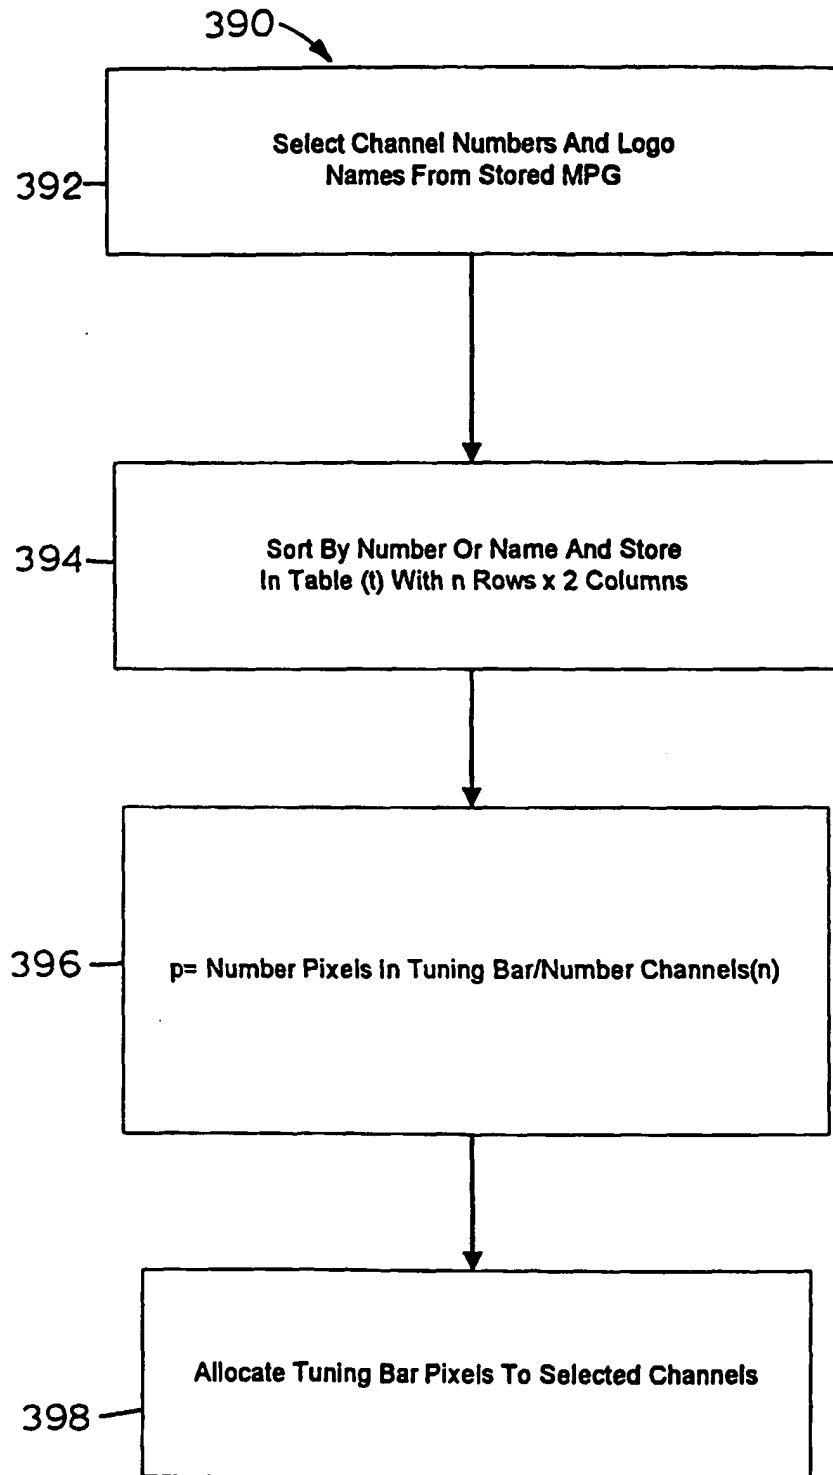 390
392
Select Channel Numbers And Logo
Names From Stored MPG
394
Sort By Number Or Name And Store
In Table (t) With n Rows x 2 Columns
396
p= Number Pixels In Tuning Bar/Number Channels(n)
398
Allocate Tuning Bar Pixels To Selected Channels